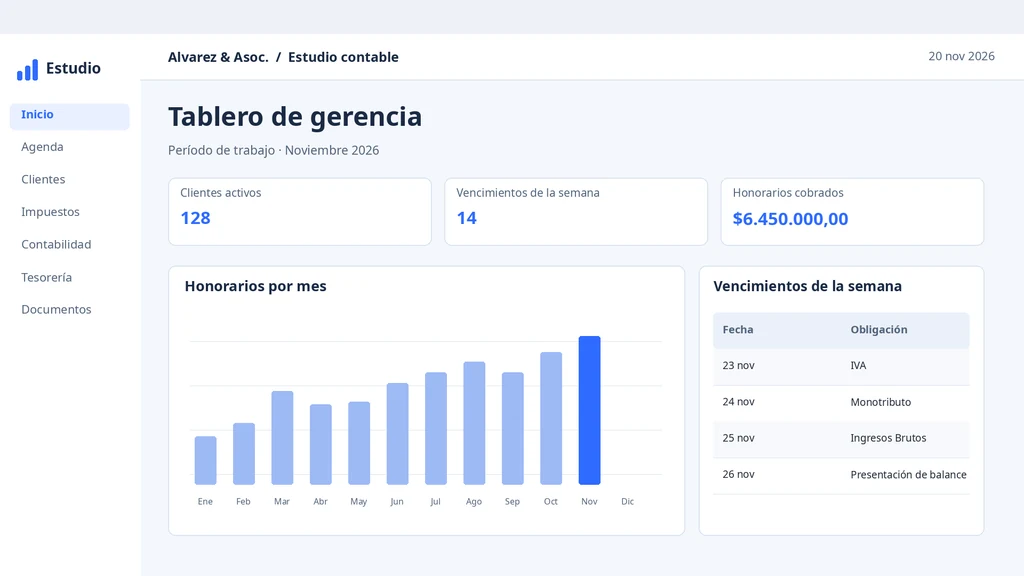 Estudio
Inicio
Agenda
Clientes
Impuestos
Contabilidad
Tesorería
Documentos
Alvarez & Asoc. / Estudio contable
20 nov 2026
Tablero de gerencia
Período de trabajo · Noviembre 2026
Clientes activos
128
Vencimientos de la semana
14
Honorarios cobrados
$6.450.000,00
Honorarios por mes
Ene Feb Mar Abr May Jun Jul Ago Sep Oct Nov Dic
Vencimientos de la semana
Fecha Obligación
23 nov IVA
24 nov Monotributo
25 nov Ingresos Brutos
26 nov Presentación de balance